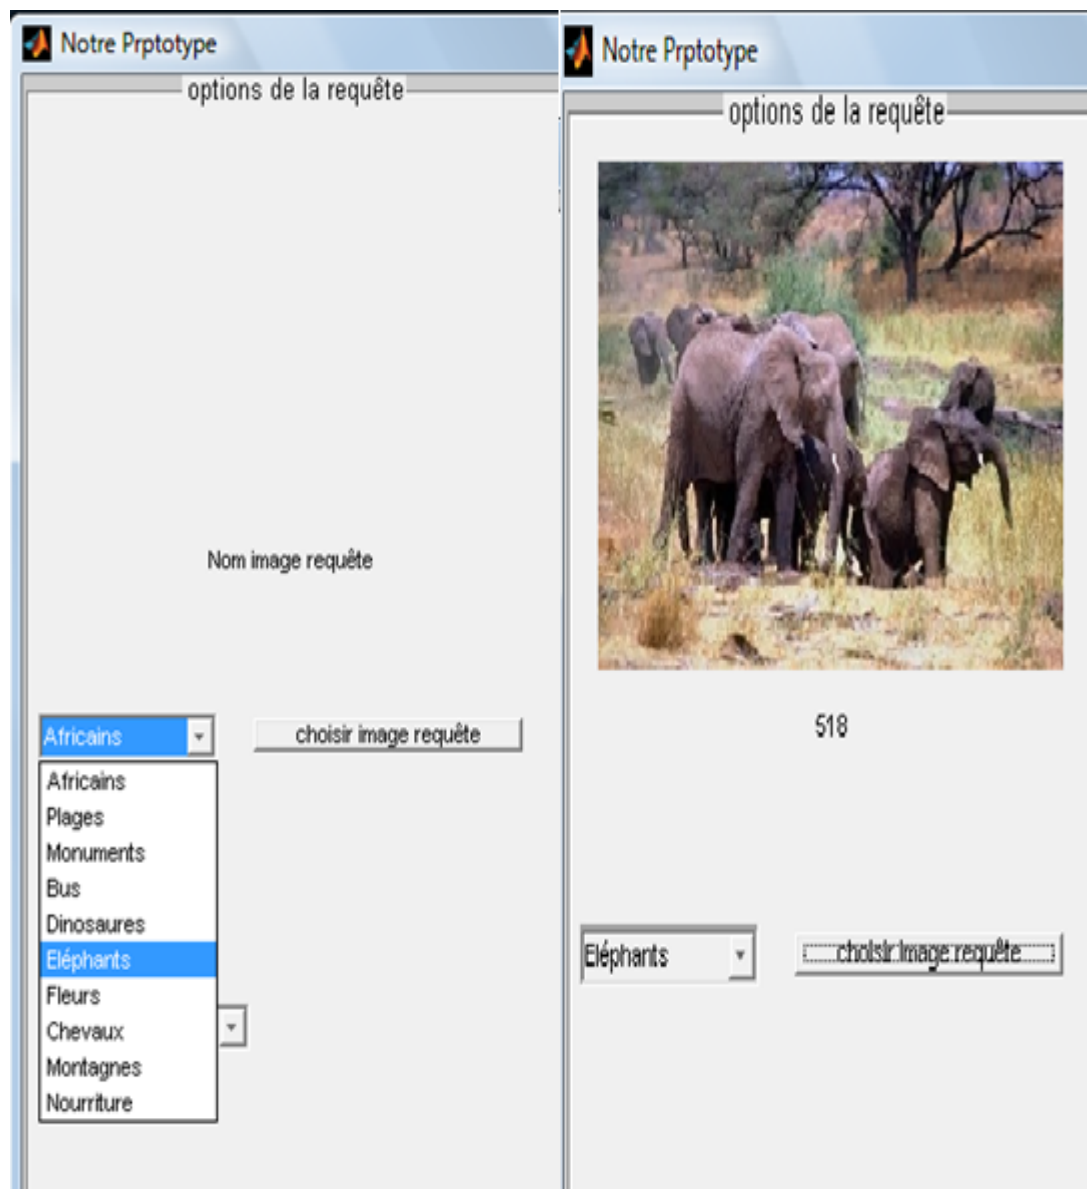 Notre Prptotype
options de la requête
Nom image requête
Africains
choisir image requête
Africains
Plages
Monuments
Bus
Dinosaures
Eléphants
Fleurs
Chevaux
Montagnes
Nourriture
Notre Prptotype
options de la requête
518
Eléphants
choisir image requête